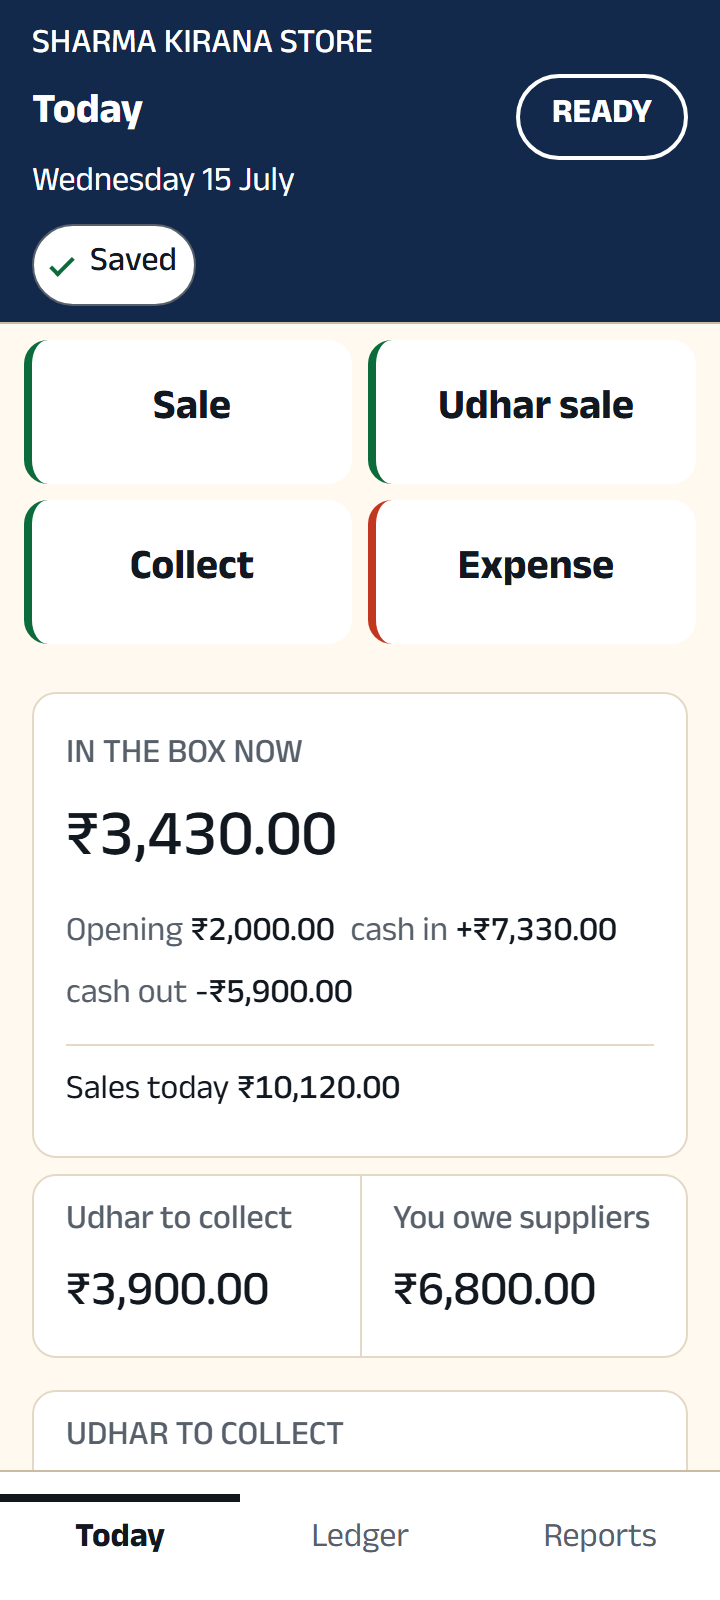 SHARMA KIRANA STORE
Today
READY
Wednesday 15 July
Saved
Sale
Udhar sale
Collect
Expense
IN THE BOX NOW
₹3,430.00
Opening ₹2,000.00 cash in +₹7,330.00
cash out -₹5,900.00
Sales today ₹10,120.00
Udhar to collect
You owe suppliers
₹3,900.00
₹6,800.00
UDHAR TO COLLECT
Today
Ledger
Reports